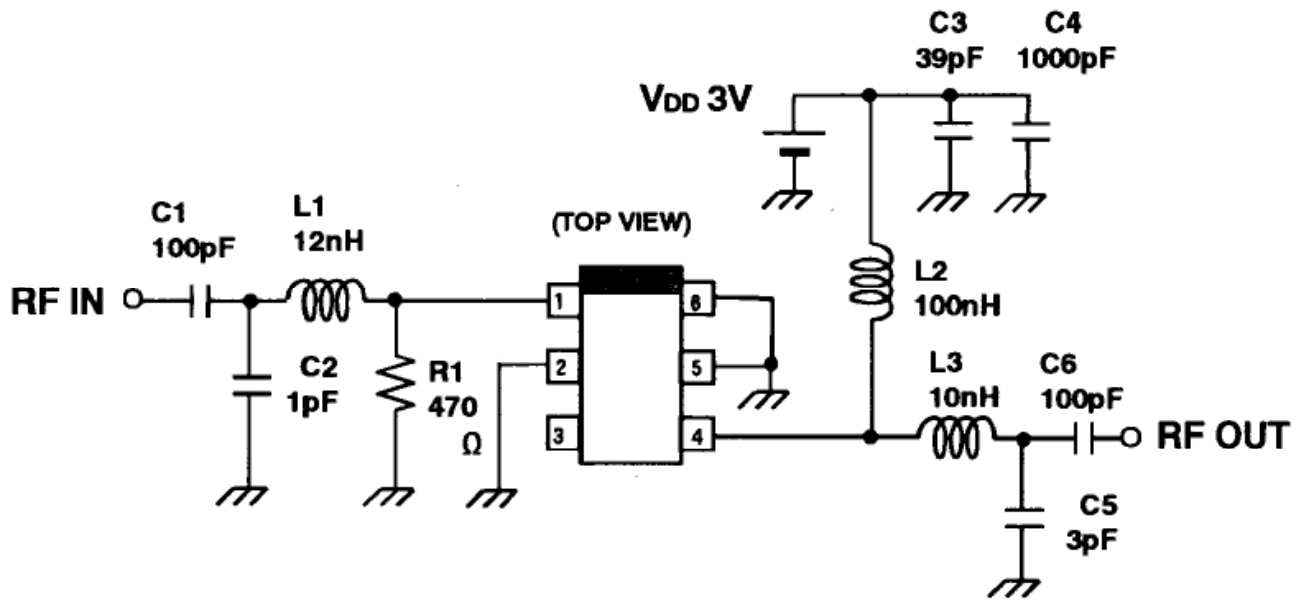 C3
39pF
C4
1000pF
VDD 3V
C1
100pF
L1
12nH
(TOP VIEW)
RF IN
1
6
L2
100nH
C2
1pF
R1
470
Ω
2
5
L3
10nH
C6
100pF
3
4
RF OUT
C5
3pF